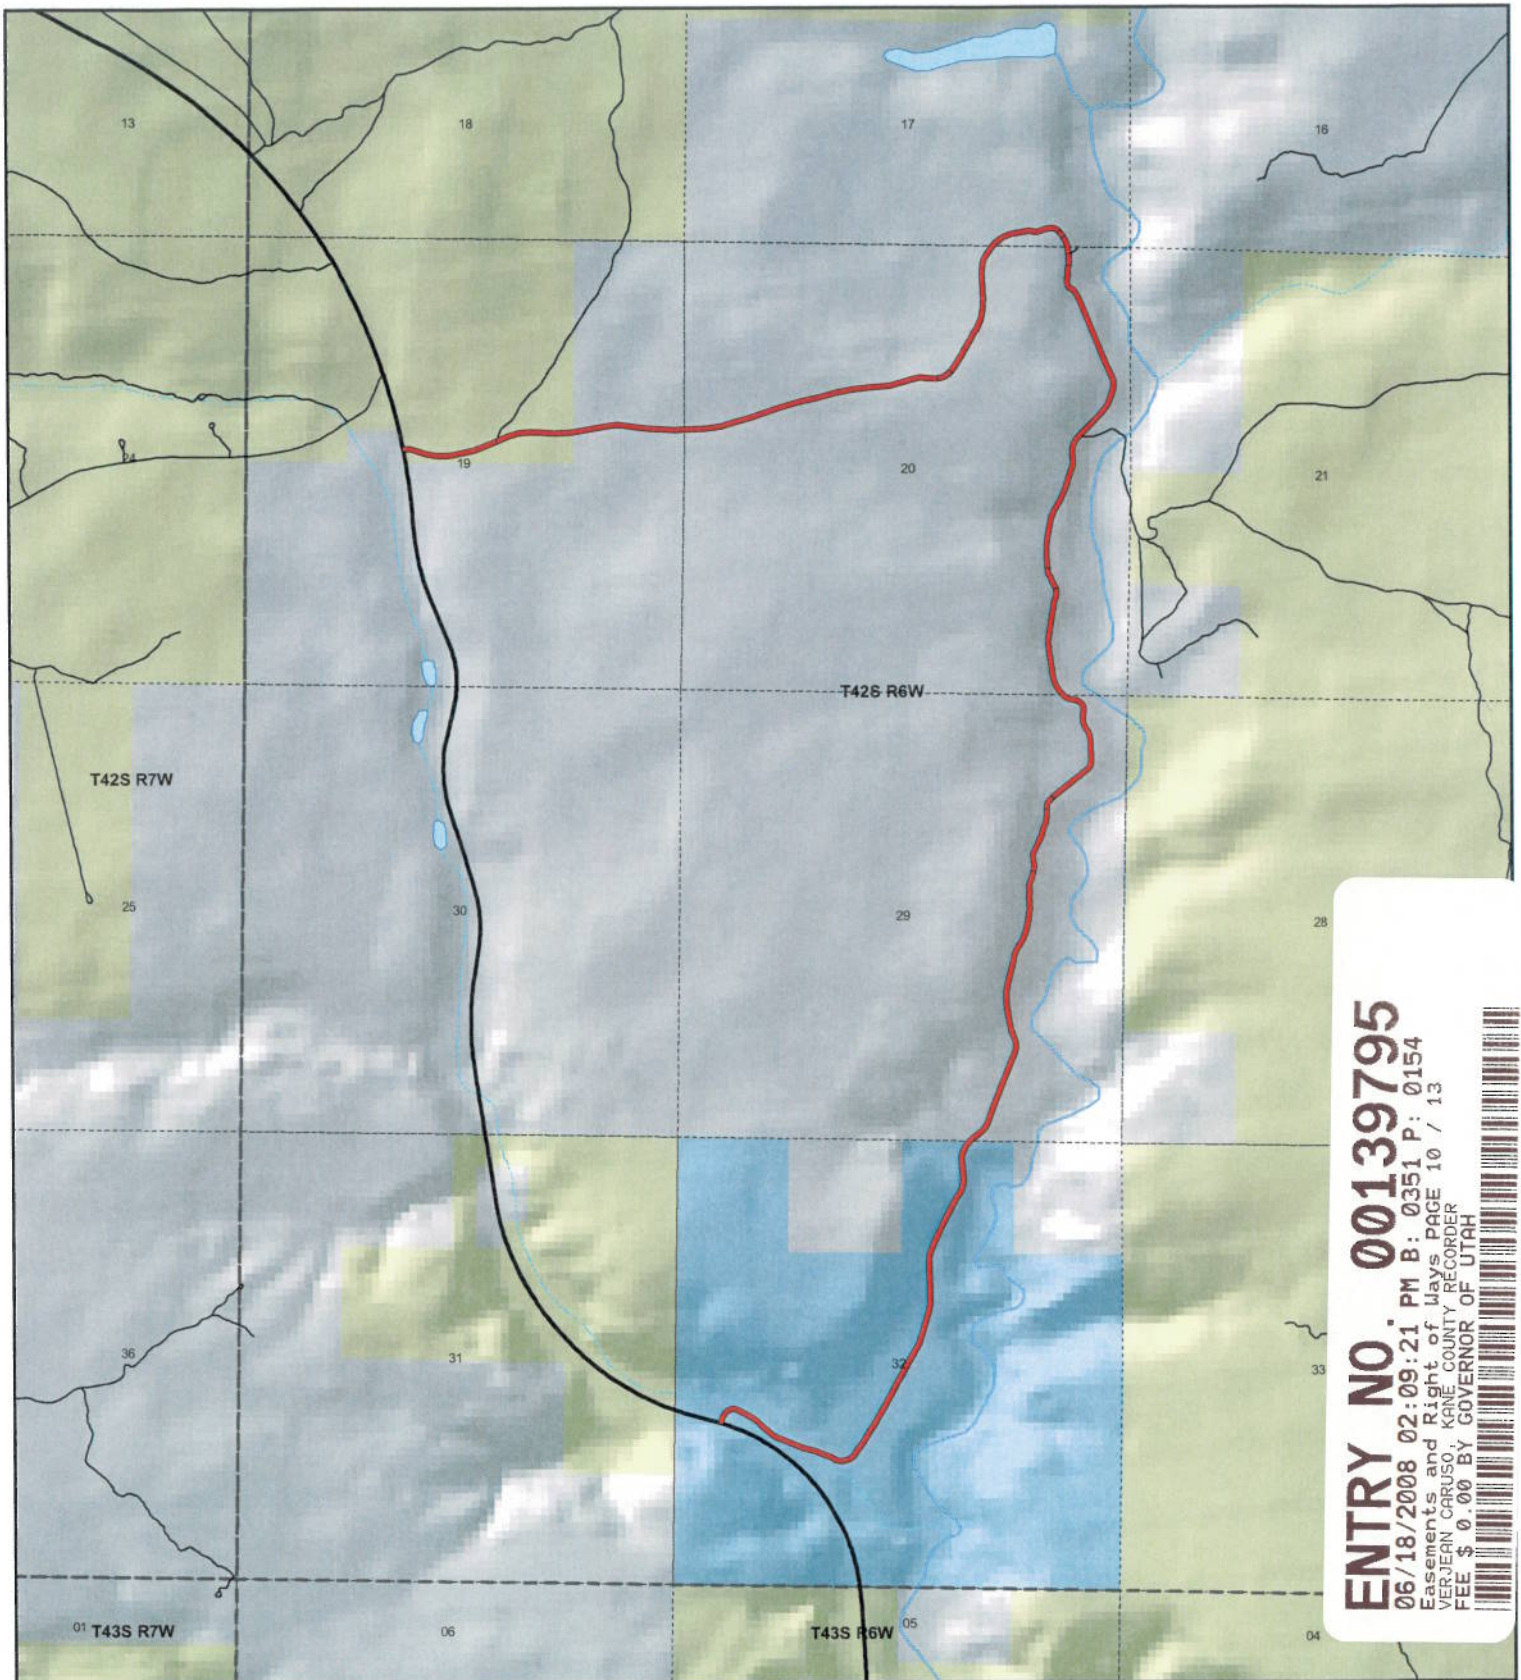 13
18
17
16
24
19
20
21
T42S R6W
T42S R7W
25
30
29
28
36
31
32
33
01 T43S R7W
06
T43S R6W
05
04
ENTRY NO. 00139795
06/18/2008 02:09:21 PM B: 0351 P: 0154
Easements and Right of Ways PAGE 10 / 13
VERJEAN CARUSO, KANE COUNTY RECORDER
FEE $ 0.00 BY GOVERNOR OF UTAH